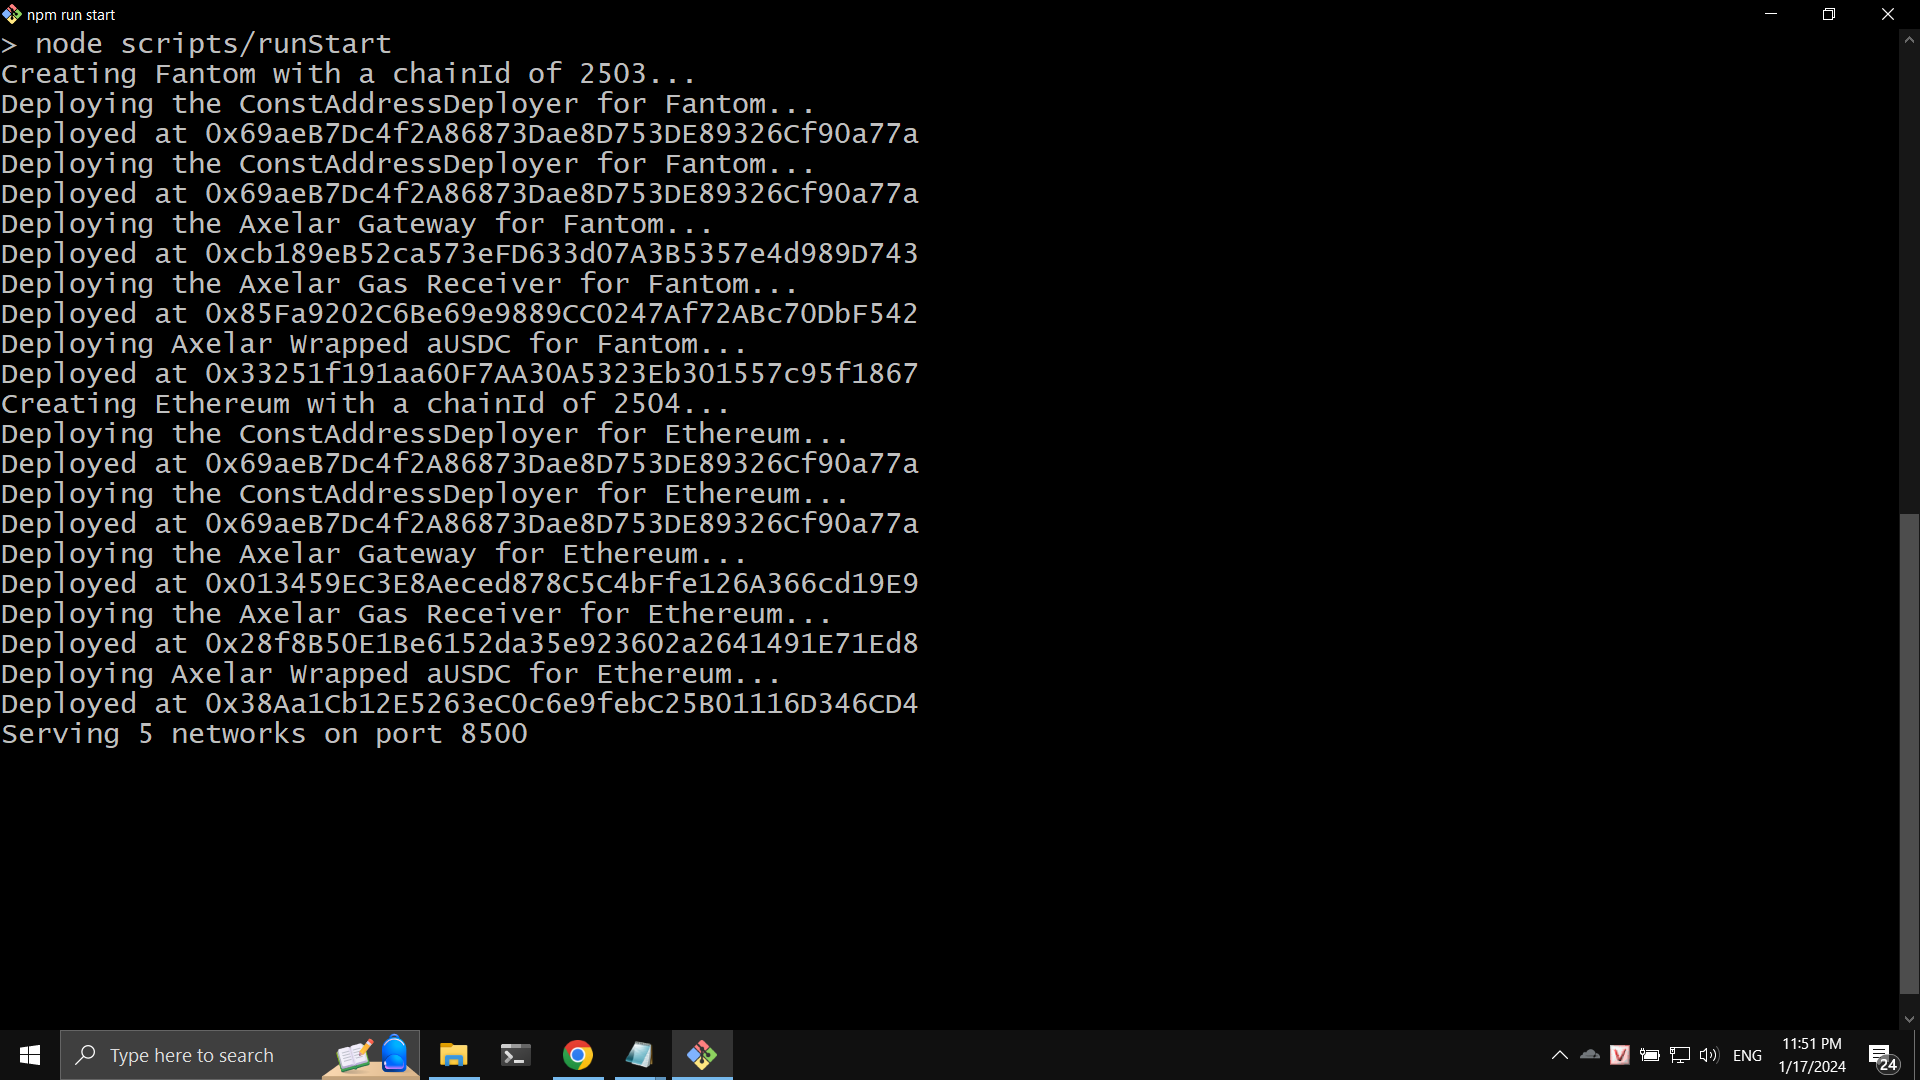 npm run start
> node scripts/runStart
Creating Fantom with a chainId of 2503...
Deploying the ConstAddressDeployer for Fantom...
Deployed at 0x69aeB7Dc4f2A86873Dae8D753DE89326Cf90a77a
Deploying the ConstAddressDeployer for Fantom...
Deployed at 0x69aeB7Dc4f2A86873Dae8D753DE89326Cf90a77a
Deploying the Axelar Gateway for Fantom...
Deployed at 0xcb189eB52ca573eFD633d07A3B5357e4d989D743
Deploying the Axelar Gas Receiver for Fantom...
Deployed at 0x85Fa9202C6Be69e9889CC0247Af72ABc70DbF542
Deploying Axelar Wrapped aUSDC for Fantom...
Deployed at 0x33251f191aa60F7AA30A5323Eb301557c95f1867
Creating Ethereum with a chainId of 2504...
Deploying the ConstAddressDeployer for Ethereum...
Deployed at 0x69aeB7Dc4f2A86873Dae8D753DE89326Cf90a77a
Deploying the ConstAddressDeployer for Ethereum...
Deployed at 0x69aeB7Dc4f2A86873Dae8D753DE89326Cf90a77a
Deploying the Axelar Gateway for Ethereum...
Deployed at 0x013459EC3E8Aeced878C5C4bFfe126A366cd19E9
Deploying the Axelar Gas Receiver for Ethereum...
Deployed at 0x28f8B50E1Be6152da35e923602a2641491E71Ed8
Deploying Axelar Wrapped aUSDC for Ethereum...
Deployed at 0x38Aa1Cb12E5263eC0c6e9febC25B01116D346CD4
Serving 5 networks on port 8500
Type here to search
V
ENG
11:51 PM
1/17/2024
24